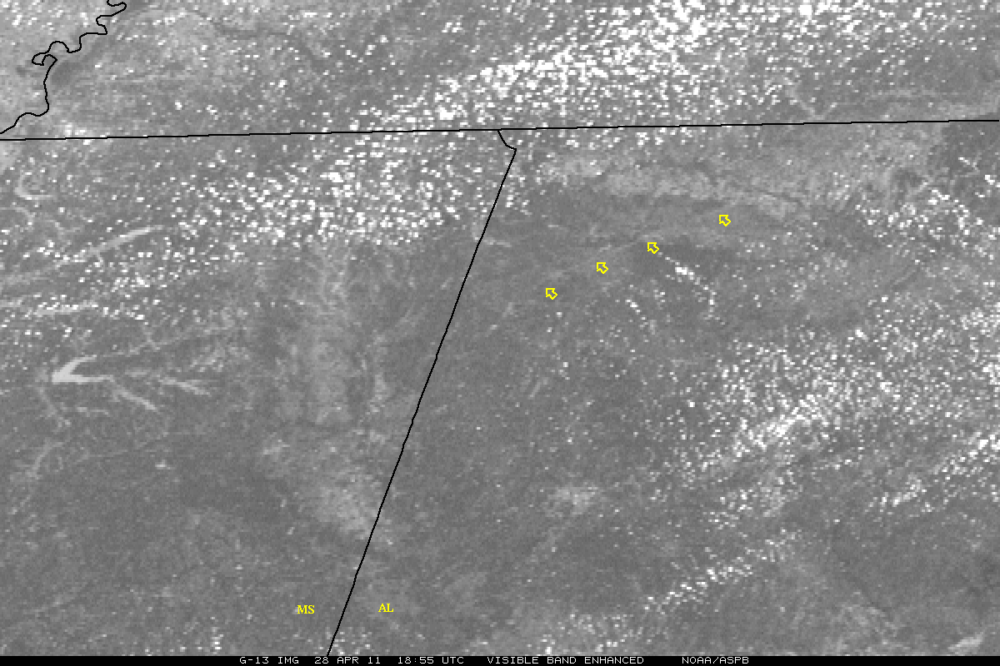 MS AL
G-13 IMG 28 APR 11 18:55 UTC VISIBLE BAND ENHANCED NOAA/ASPB